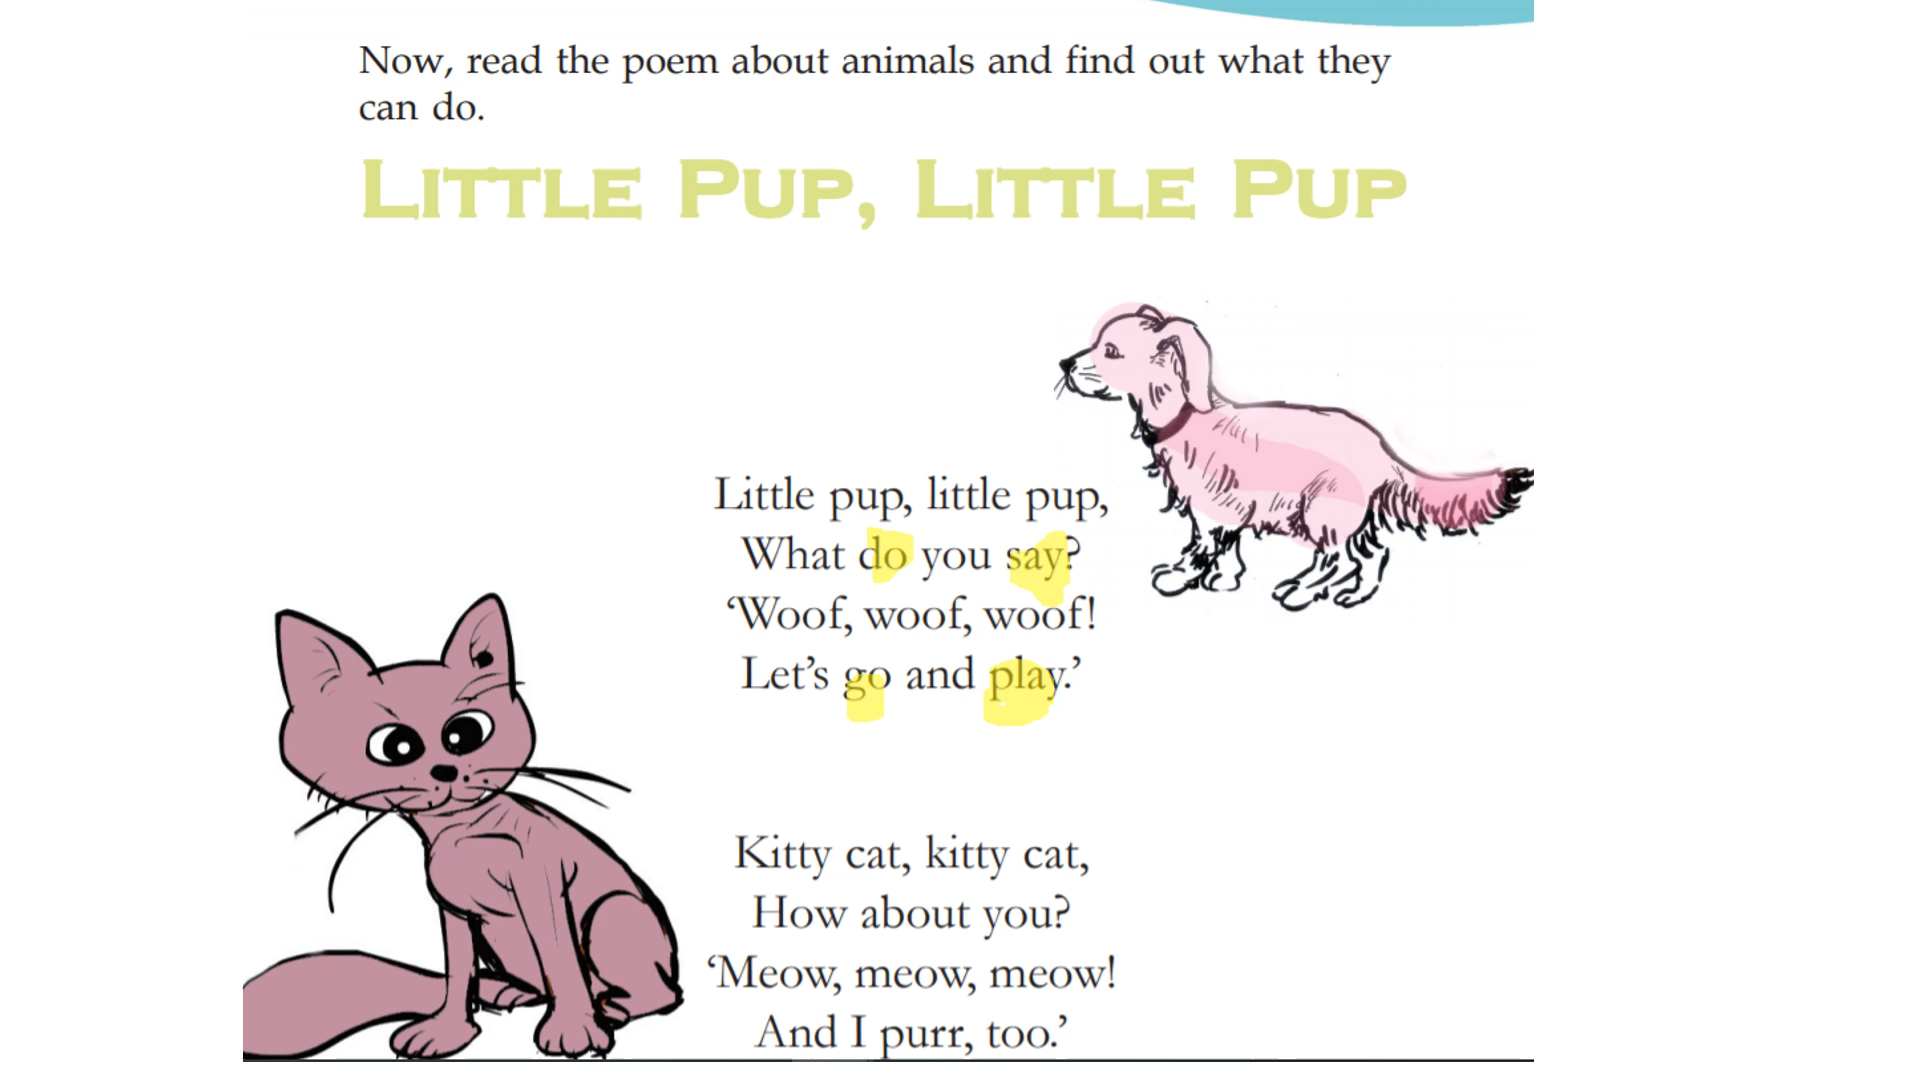 Now, read the poem about animals and find out what they
can do.
LITTLE PUP, LITTLE PUP
Little pup, little pup,
What do you say?
‘Woof, woof, woof!
Let’s go and play.’
Kitty cat, kitty cat,
How about you?
‘Meow, meow, meow!
And I purr, too.’